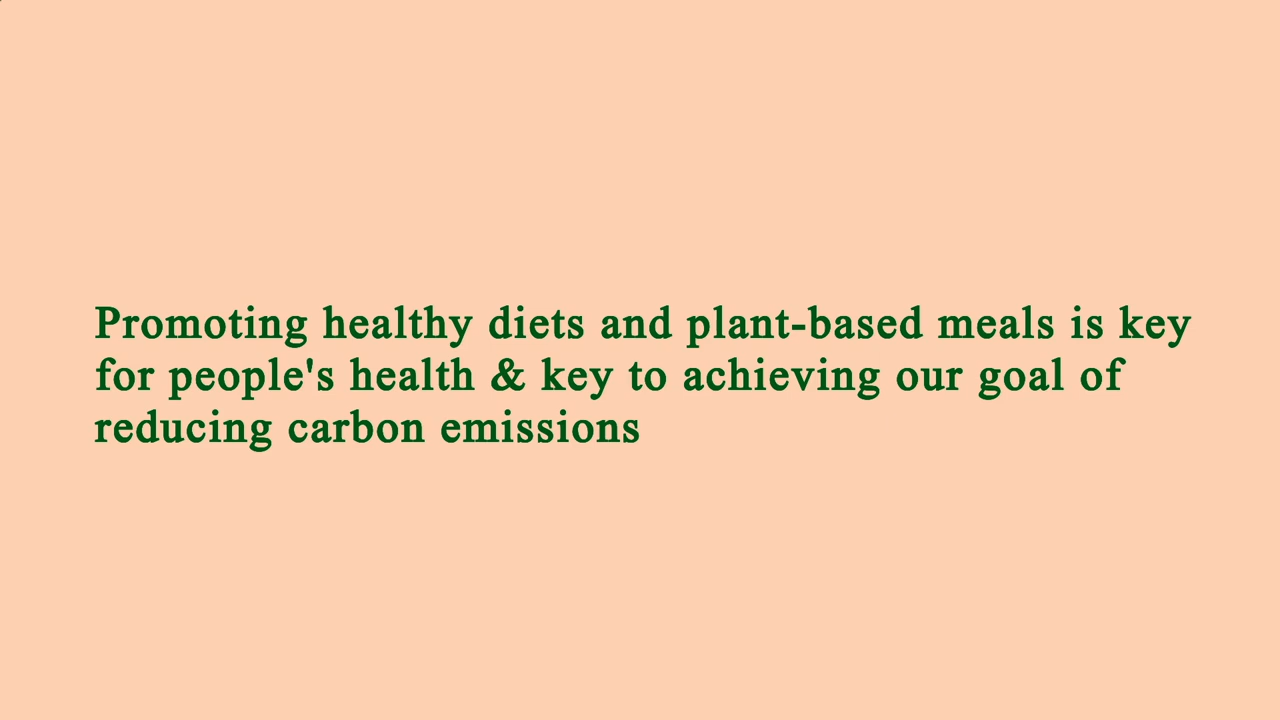 Promoting healthy diets and plant-based meals is key
for people's health & key to achieving our goal of
reducing carbon emissions